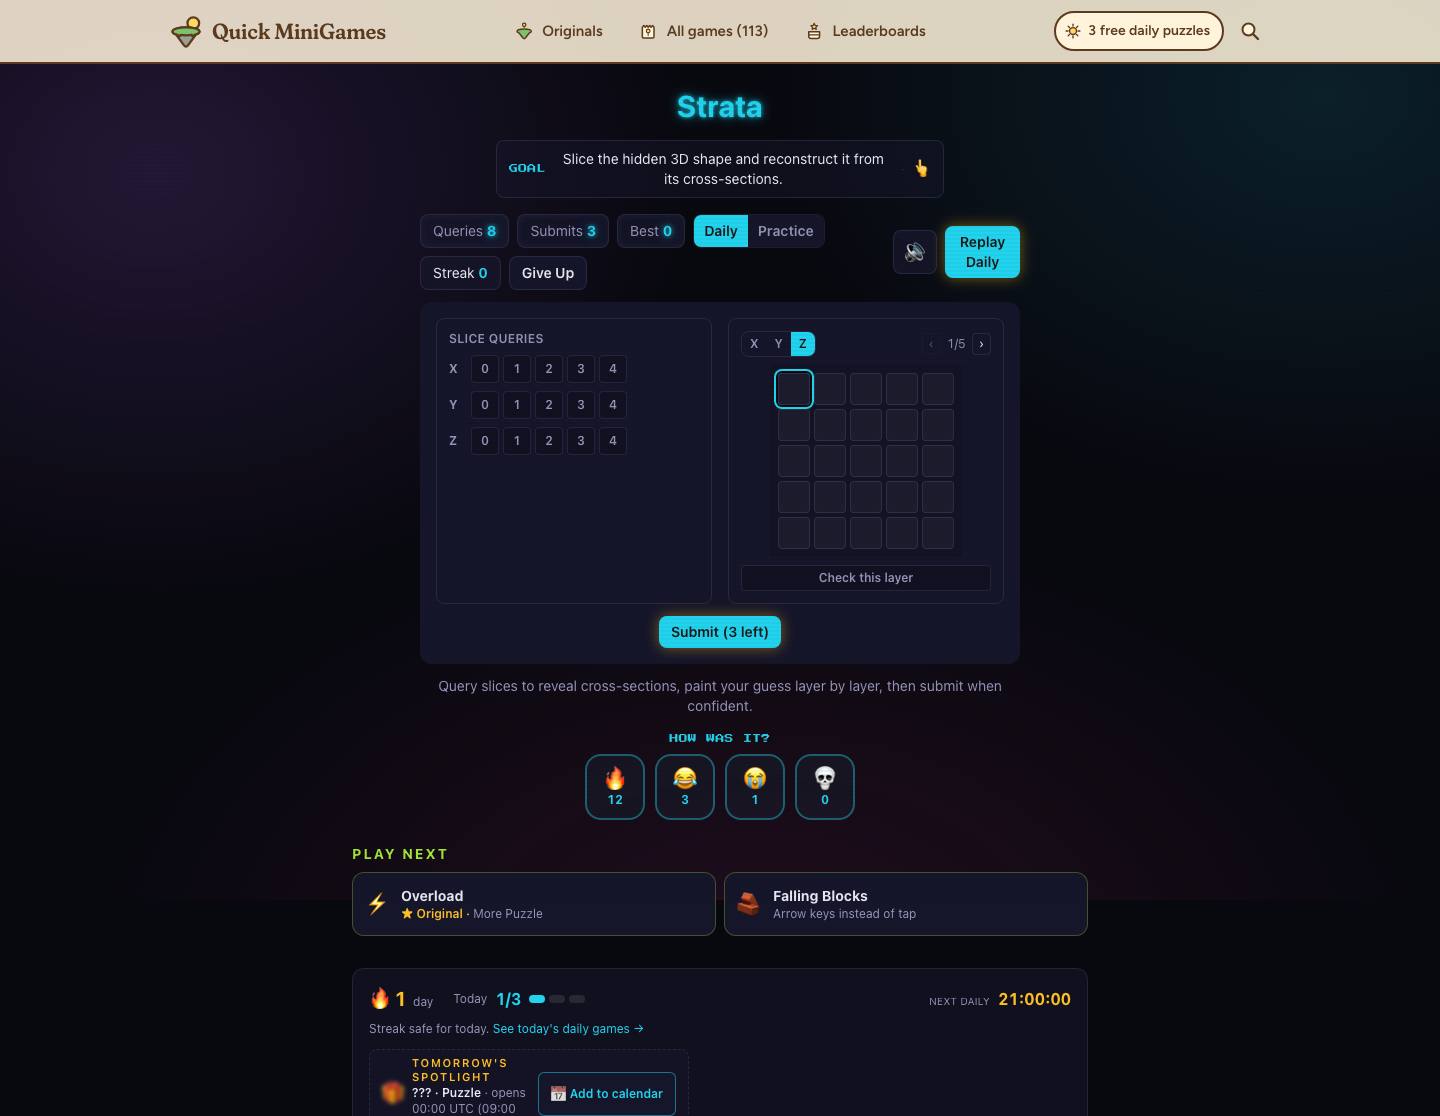 Quick MiniGames
Originals
All games (113)
Leaderboards
3 free daily puzzles
Strata
GOAL
Slice the hidden 3D shape and reconstruct it from
its cross-sections.
Queries 8
Submits 3
Best 0
Daily
Practice
Streak 0
Give Up
Replay
Daily
SLICE QUERIES
X 0 1 2 3 4
Y 0 1 2 3 4
Z 0 1 2 3 4
X Y Z
‹ 1/5 ›
Check this layer
Submit (3 left)
Query slices to reveal cross-sections, paint your guess layer by layer, then submit when
confident.
HOW WAS IT?
12
3
1
0
PLAY NEXT
Overload
Original · More Puzzle
Falling Blocks
Arrow keys instead of tap
1 day
Today 1/3
NEXT DAILY 21:00:00
Streak safe for today. See today's daily games →
TOMORROW'S
SPOTLIGHT
??? · Puzzle · opens
00:00 UTC (09:00
Add to calendar